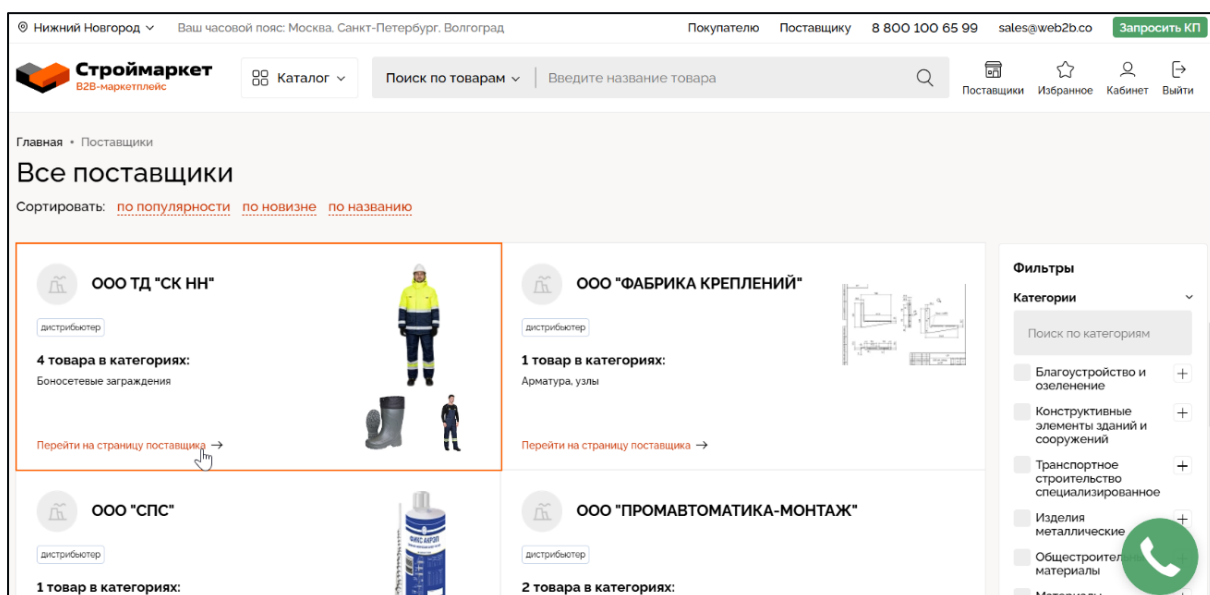 Нижний Новгород
Ваш часовой пояс: Москва, Санкт-Петербург, Волгоград
Покупателю
Поставщику
8 800 100 65 99
sales@web2b.co
Запросить КП
Строймаркет
B2B-маркетплейс
Каталог
Поиск по товарам
Введите название товара
Поставщики
Избранное
Кабинет
Выйти
Главная • Поставщики
Все поставщики
Сортировать: по популярности по новизне по названию
ООО ТД "СК НН"
дистрибьютер
4 товара в категориях:
Боносетевые заграждения
Перейти на страницу поставщика →
ООО "ФАБРИКА КРЕПЛЕНИЙ"
дистрибьютер
1 товар в категориях:
Арматура, узлы
Перейти на страницу поставщика →
ООО "СПС"
дистрибьютер
1 товар в категориях:
ООО "ПРОМАВТОМАТИКА-МОНТАЖ"
дистрибьютер
2 товара в категориях:
Фильтры
Категории
Поиск по категориям
Благоустройство и
озеленение
Конструктивные
элементы зданий и
сооружений
Транспортное
строительство
специализированное
Изделия
металлические
материалы